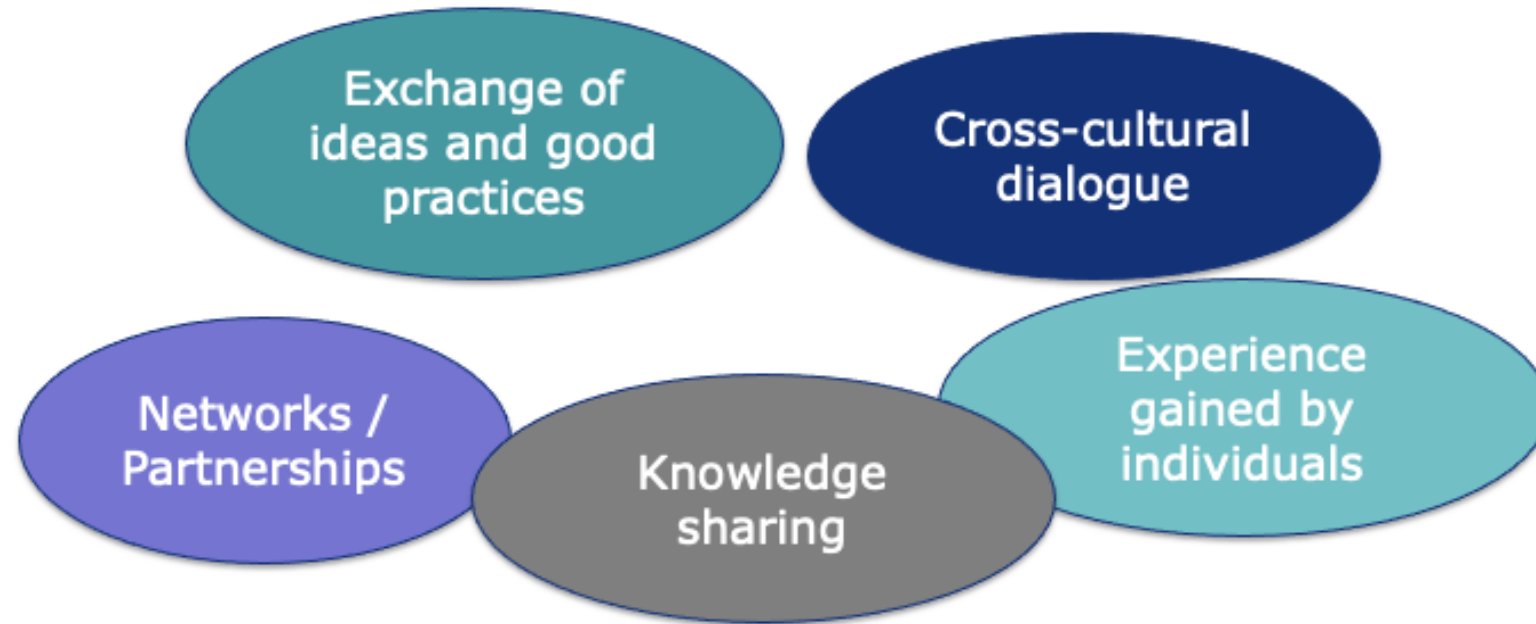 Exchange of
ideas and good
practices
Cross-cultural
dialogue
Networks /
Partnerships
Knowledge
sharing
Experience
gained by
individuals